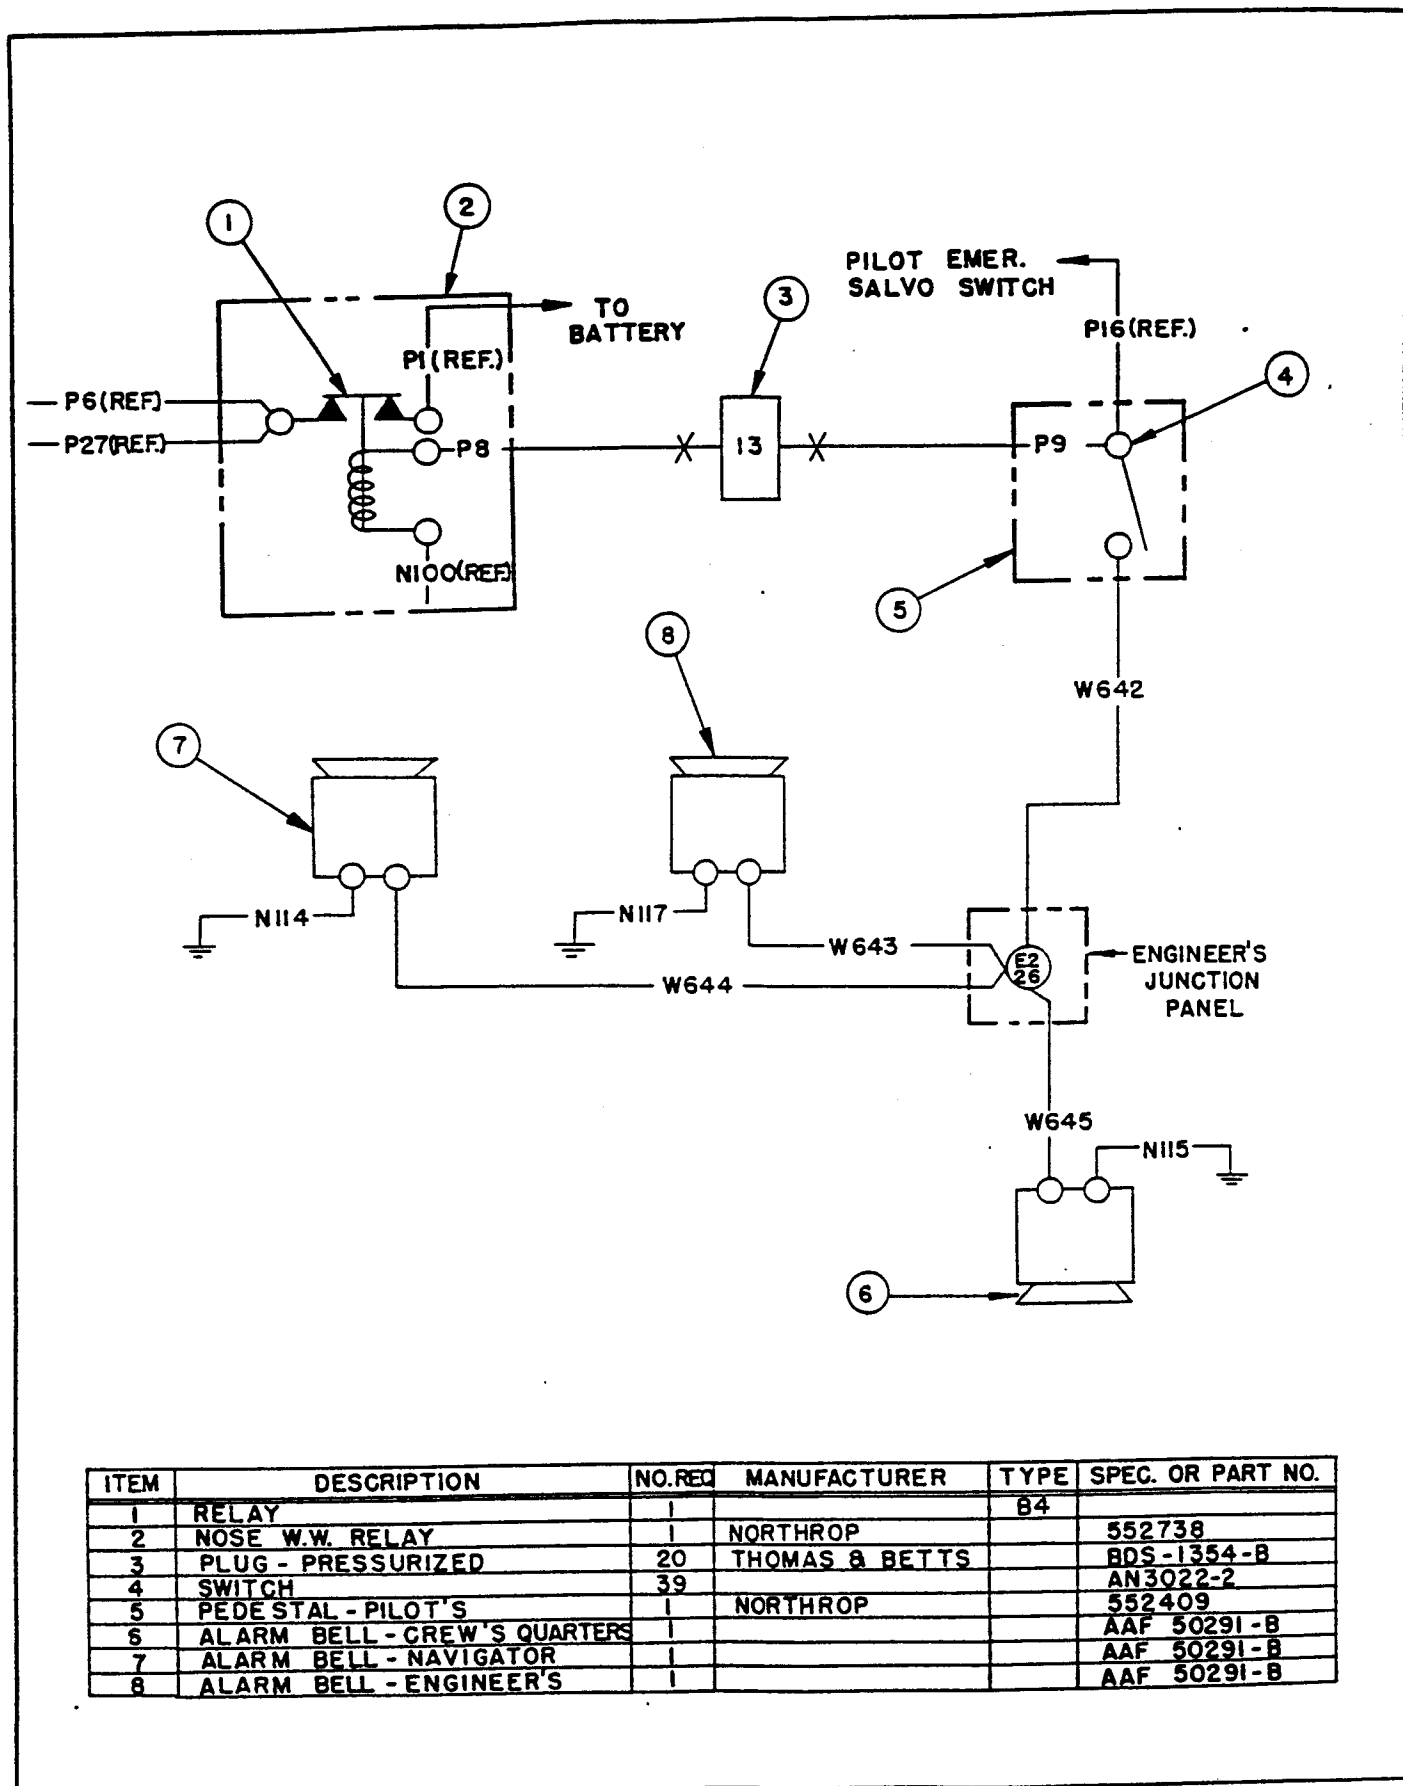 1
2
TO
BATTERY
3
PILOT EMER.
SALVO SWITCH
P16(REF.)
4
P1(REF.)
P6(REF.)
P27(REF.)
P8
13
P9
N100(REF.)
5
8
W642
7
N114
N117
W643
W644
E2
26
ENGINEER'S
JUNCTION
PANEL
W645
N115
6
ITEM DESCRIPTION NO.REQ MANUFACTURER TYPE SPEC. OR PART NO.
1 RELAY 1 B4
2 NOSE W.W. RELAY 1 NORTHROP 552738
3 PLUG - PRESSURIZED 20 THOMAS & BETTS BDS-1354-B
4 SWITCH 39 AN3022-2
5 PEDESTAL - PILOT'S 1 NORTHROP 552409
6 ALARM BELL - CREW'S QUARTERS 1 AAF 50291-B
7 ALARM BELL - NAVIGATOR 1 AAF 50291-B
8 ALARM BELL - ENGINEER'S 1 AAF 50291-B